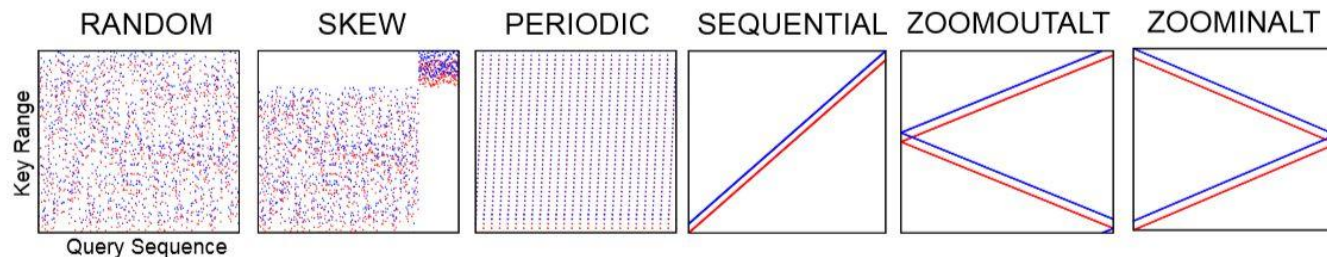 RANDOM
SKEW
PERIODIC
SEQUENTIAL
ZOOMOUTALT
ZOOMINALT
Key Range
Query Sequence